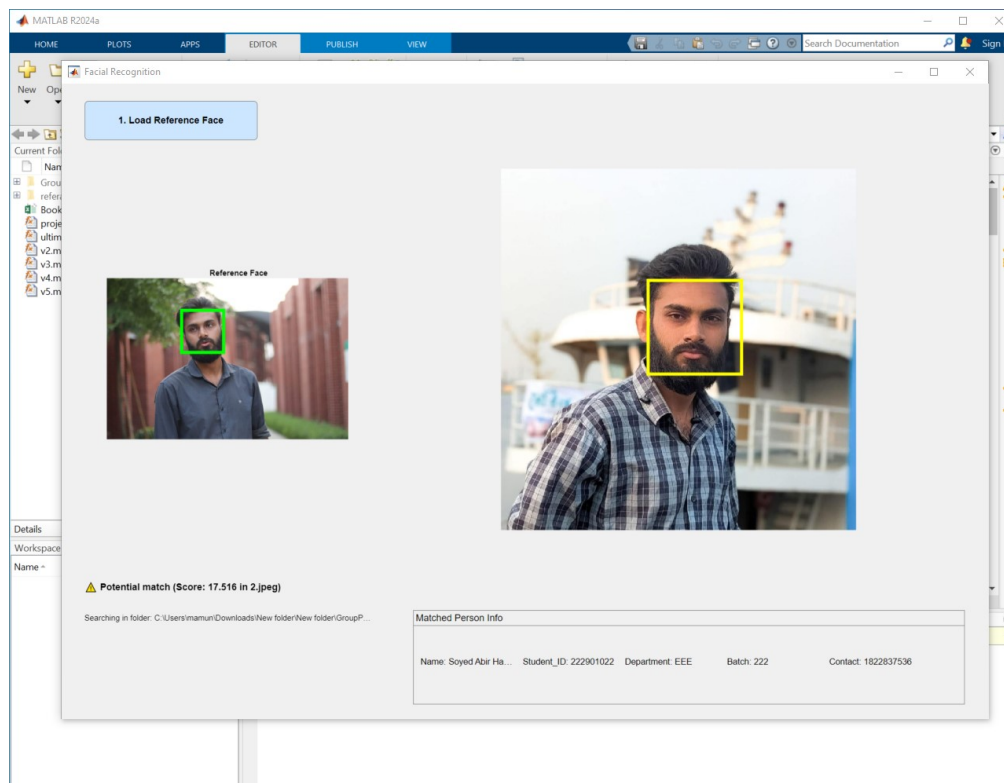 MATLAB R2024a
HOME PLOTS APPS EDITOR PUBLISH VIEW Search Documentation Sign
Facial Recognition
New Ope
1. Load Reference Face
Current Fol
Nam
Grou
refera
Book
proje
ultim
v2.m
v3.m
v4.m
v5.m
Reference Face
Details
Workspace
Name
Potential match (Score: 17.516 in 2.jpeg)
Searching in folder: C:\Users\mamun\Downloads\New folder\New folder\GroupP...
Matched Person Info
Name: Soyed Abir Ha... Student_ID: 222901022 Department: EEE Batch: 222 Contact: 1822837536